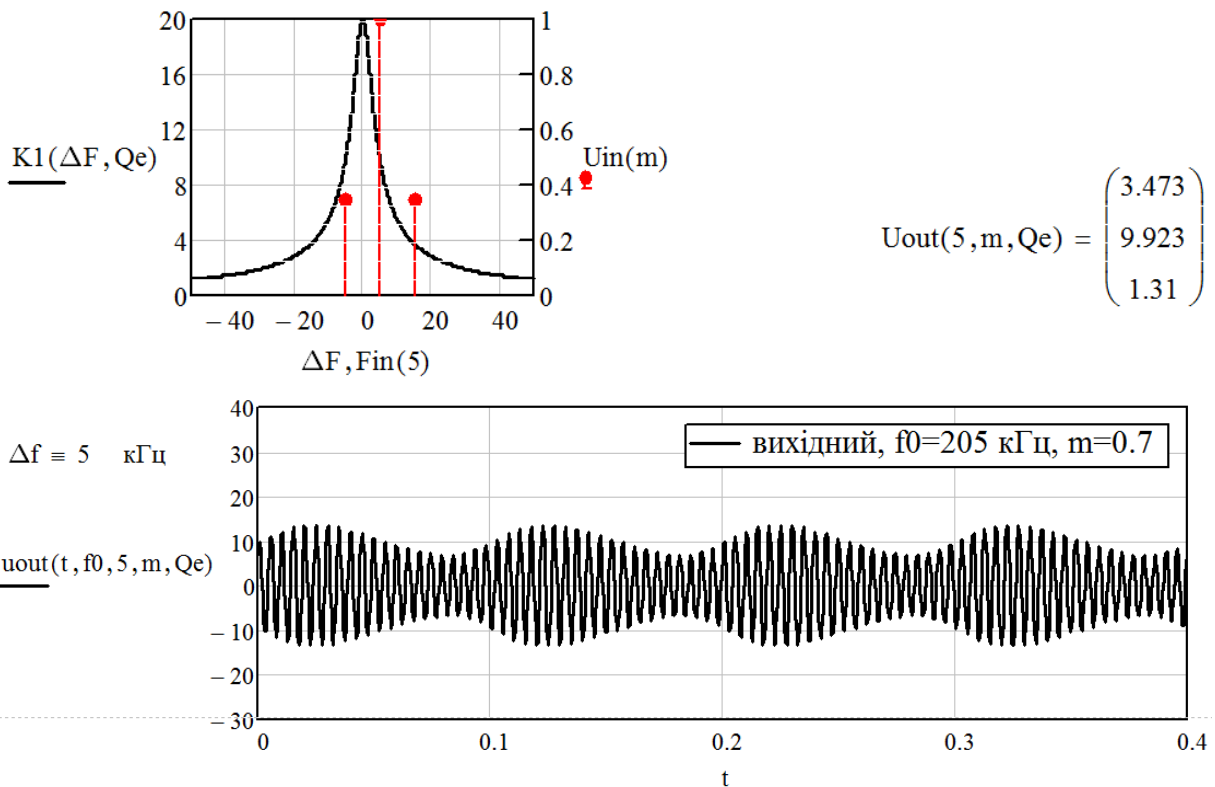 20
16
12
8
4
0
1
0.8
0.6
0.4
0.2
0
K1(ΔF,Qe)
Uin(m)
− 40 − 20 0 20 40
ΔF,Fin(5)
Uout(5,m,Qe) = (3.473
9.923
1.31)
Δf ≡ 5 кГц
uout(t,f0,5,m,Qe)
40
30
20
10
0
− 10
− 20
− 30
вихідний, f0=205 кГц, m=0.7
0 0.1 0.2 0.3 0.4
t